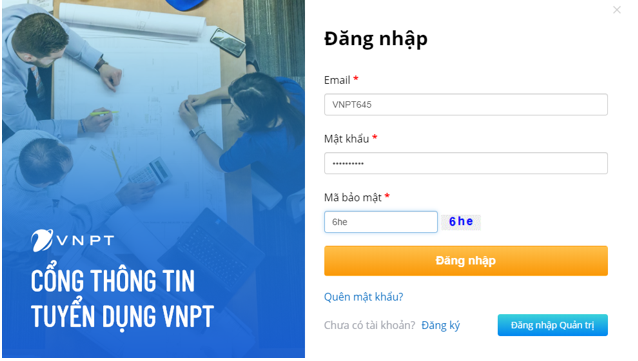 ×
Đăng nhập
Email *
VNPT645
Mật khẩu *
••••••••••
Mã bảo mật *
6he 6he
Đăng nhập
Quên mật khẩu?
Chưa có tài khoản? Đăng ký Đăng nhập Quản trị
VNPT
CỔNG THÔNG TIN
TUYỂN DỤNG VNPT